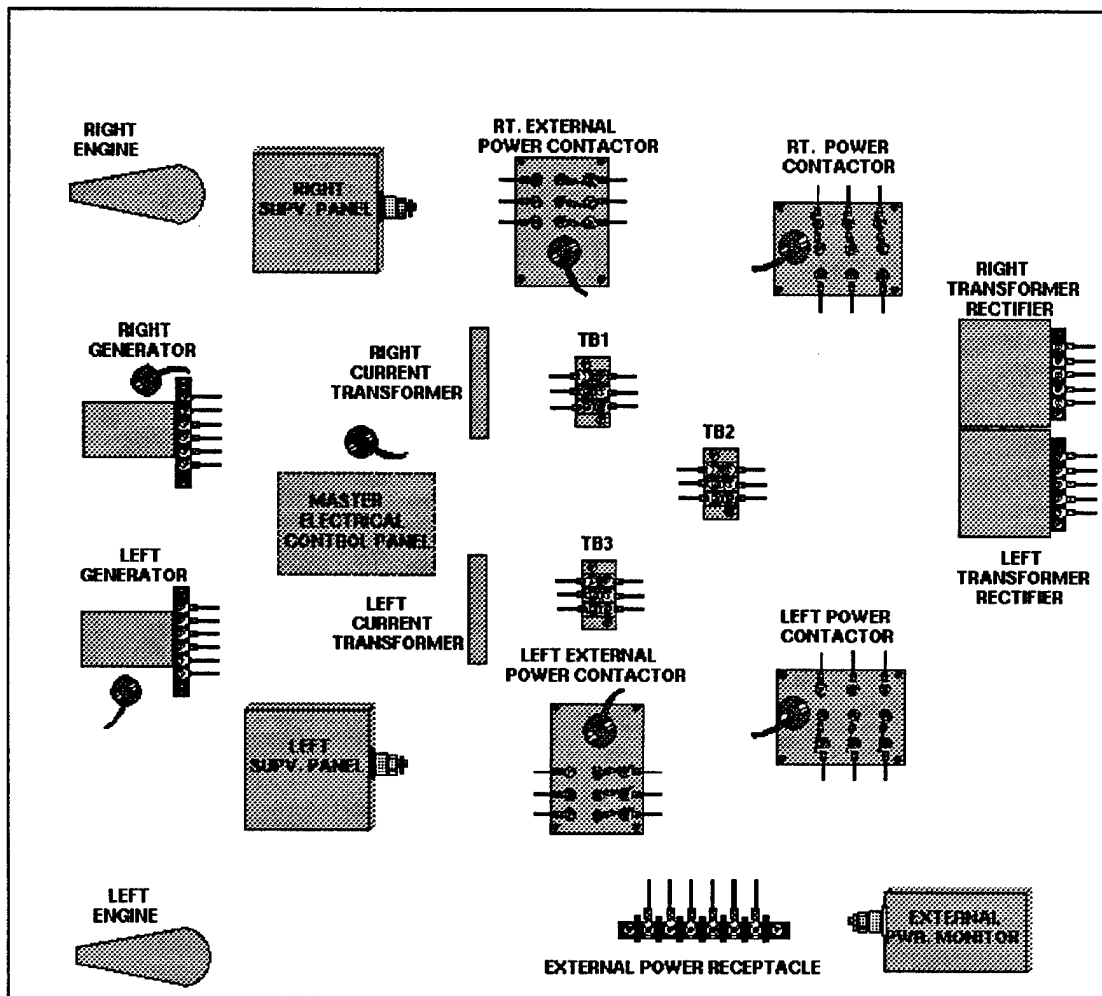 RIGHT
ENGINE
RIGHT
SUPV. PANEL
RT. EXTERNAL
POWER CONTACTOR
RT. POWER
CONTACTOR
RIGHT
TRANSFORMER
RECTIFIER
RIGHT
GENERATOR
RIGHT
CURRENT
TRANSFORMER
TB1
TB2
MASTER
ELECTRICAL
CONTROL PANEL
LEFT
GENERATOR
LEFT
CURRENT
TRANSFORMER
TB3
LEFT
TRANSFORMER
RECTIFIER
LEFT EXTERNAL
POWER CONTACTOR
LEFT POWER
CONTACTOR
LEFT
SUPV. PANEL
LEFT
ENGINE
EXTERNAL POWER RECEPTACLE
EXTERNAL
PWR. MONITOR